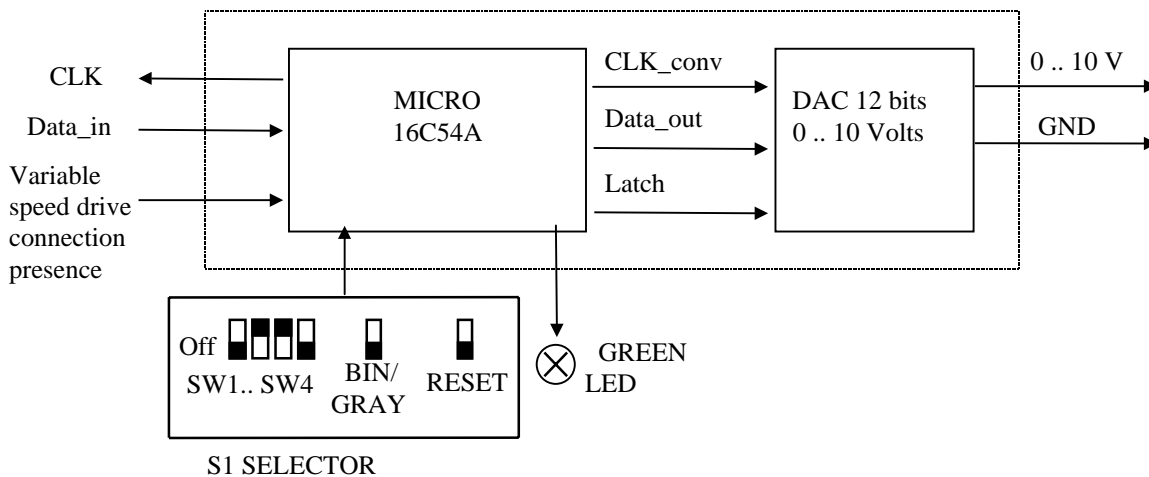 CLK
Data_in
Variable
speed drive
connection
presence
MICRO
16C54A
CLK_conv
Data_out
Latch
DAC 12 bits
0 .. 10 Volts
0 .. 10 V
GND
Off
SW1.. SW4
BIN/
GRAY
RESET
GREEN
LED
S1 SELECTOR